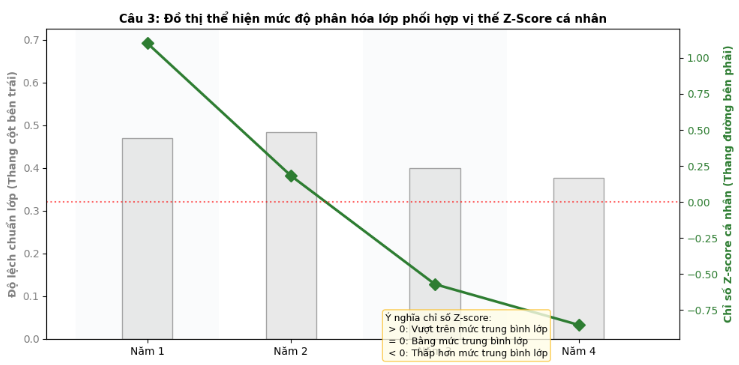 Câu 3: Đồ thị thể hiện mức độ phân hóa lớp phối hợp vị thế Z-Score cá nhân
Độ lệch chuẩn lớp (Thang cột bên trái)
0.7
0.6
0.5
0.4
0.3
0.2
0.1
0.0
Năm 1
Năm 2
Năm 4
Ý nghĩa chỉ số Z-score:
> 0: Vượt trên mức trung bình lớp
= 0: Bằng mức trung bình lớp
< 0: Thấp hơn mức trung bình lớp
1.00
0.75
0.50
0.25
0.00
−0.25
−0.50
−0.75
Chỉ số Z-score cá nhân (Thang đường bên phải)